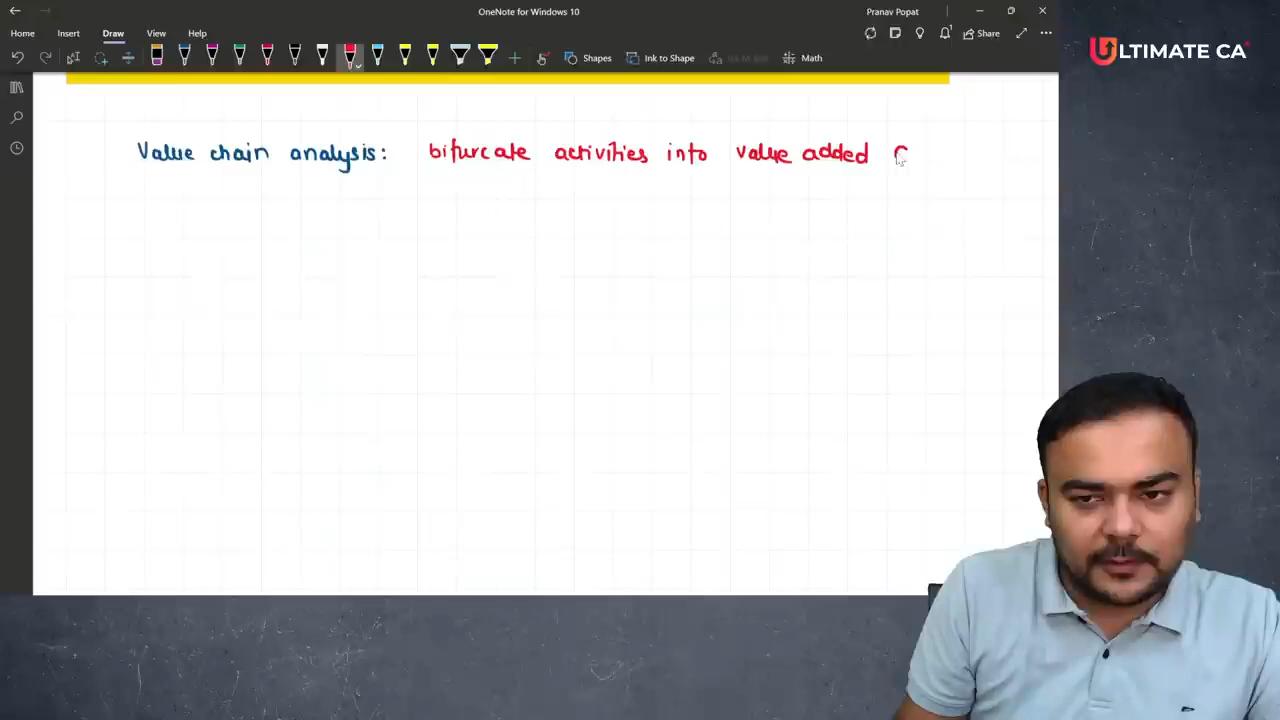 OneNote for Windows 10
Pranav Popat
Home Insert Draw View Help
Share
Shapes
Ink to Shape
Math
ULTIMATE CA
Value chain analysis: bifurcate activities into value added